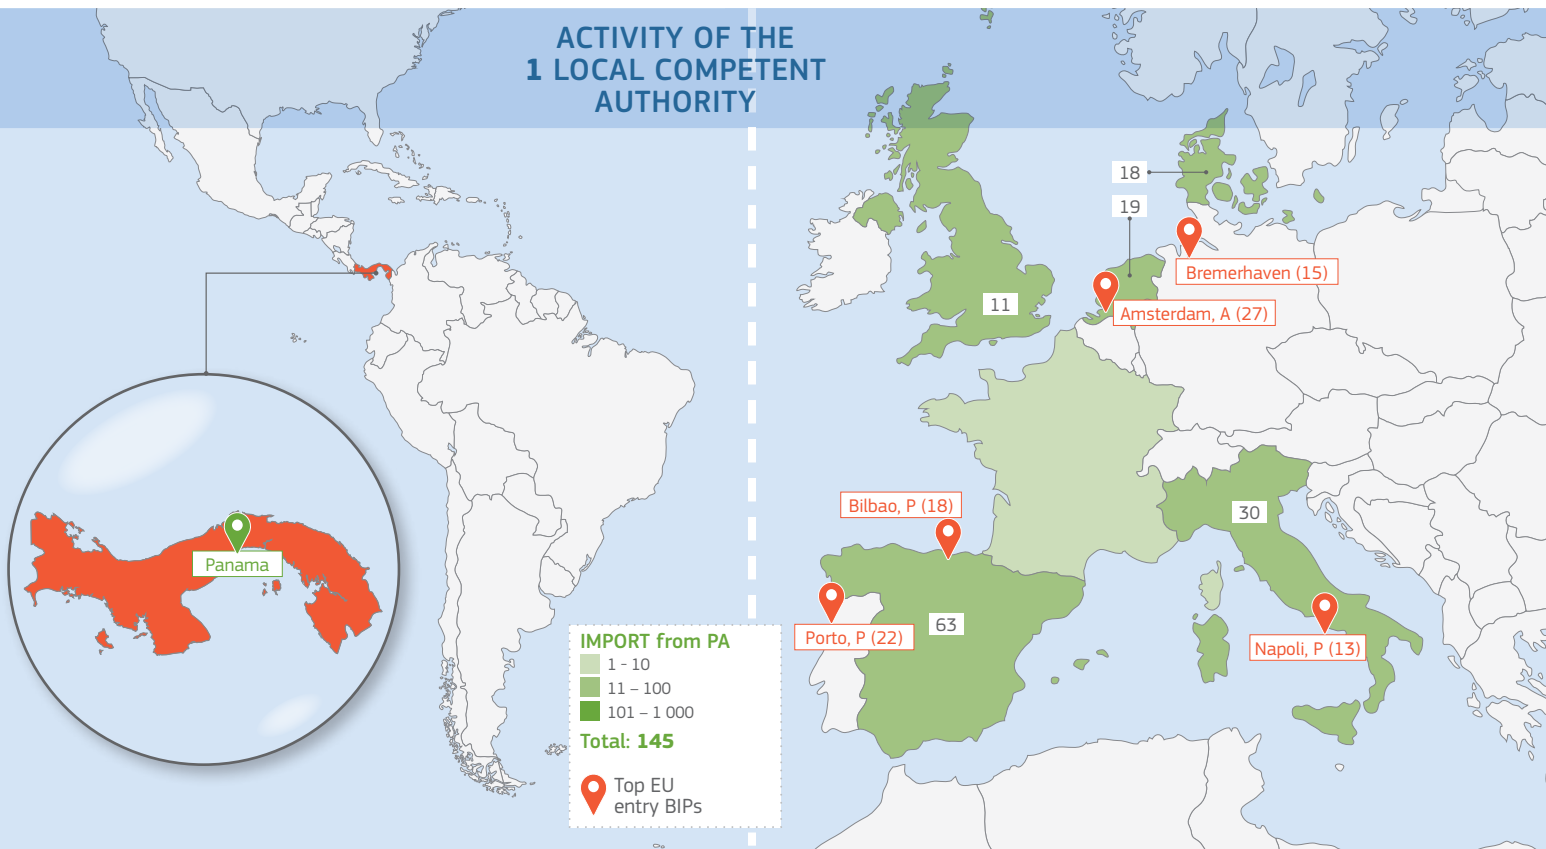 ACTIVITY OF THE
1 LOCAL COMPETENT
AUTHORITY
18
19
Bremerhaven (15)
Amsterdam, A (27)
11
Bilbao, P (18)
30
Panama
Porto, P (22)
63
Napoli, P (13)
IMPORT from PA
1 - 10
11 – 100
101 – 1 000
Total: 145
Top EU
entry BIPs